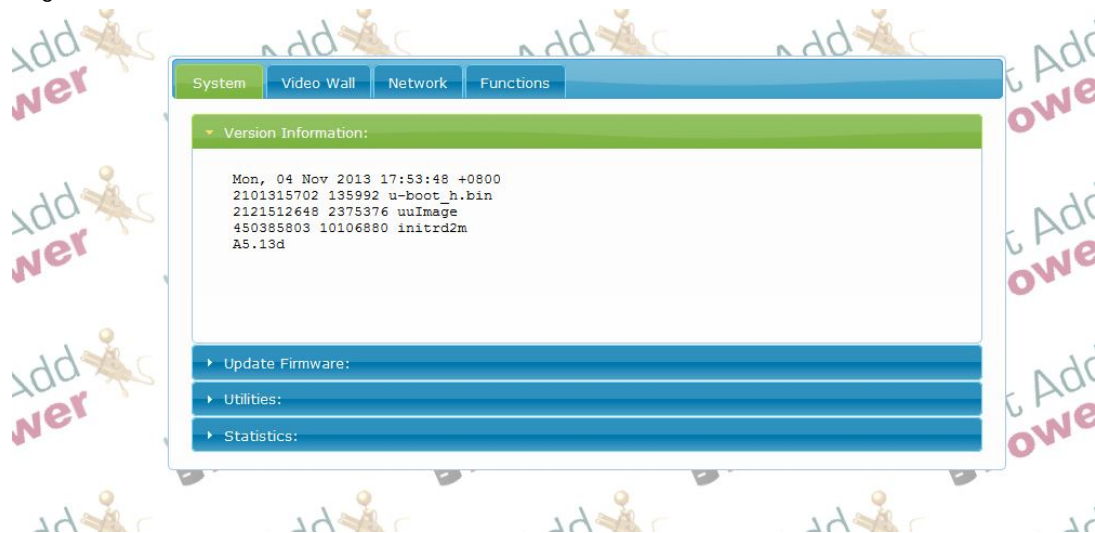 System Video Wall Network Functions
Version Information:
Mon, 04 Nov 2013 17:53:48 +0800
2101315702 135992 u-boot_h.bin
2121512648 2375376 uuImage
450385803 10106880 initrd2m
A5.13d
Update Firmware:
Utilities:
Statistics: